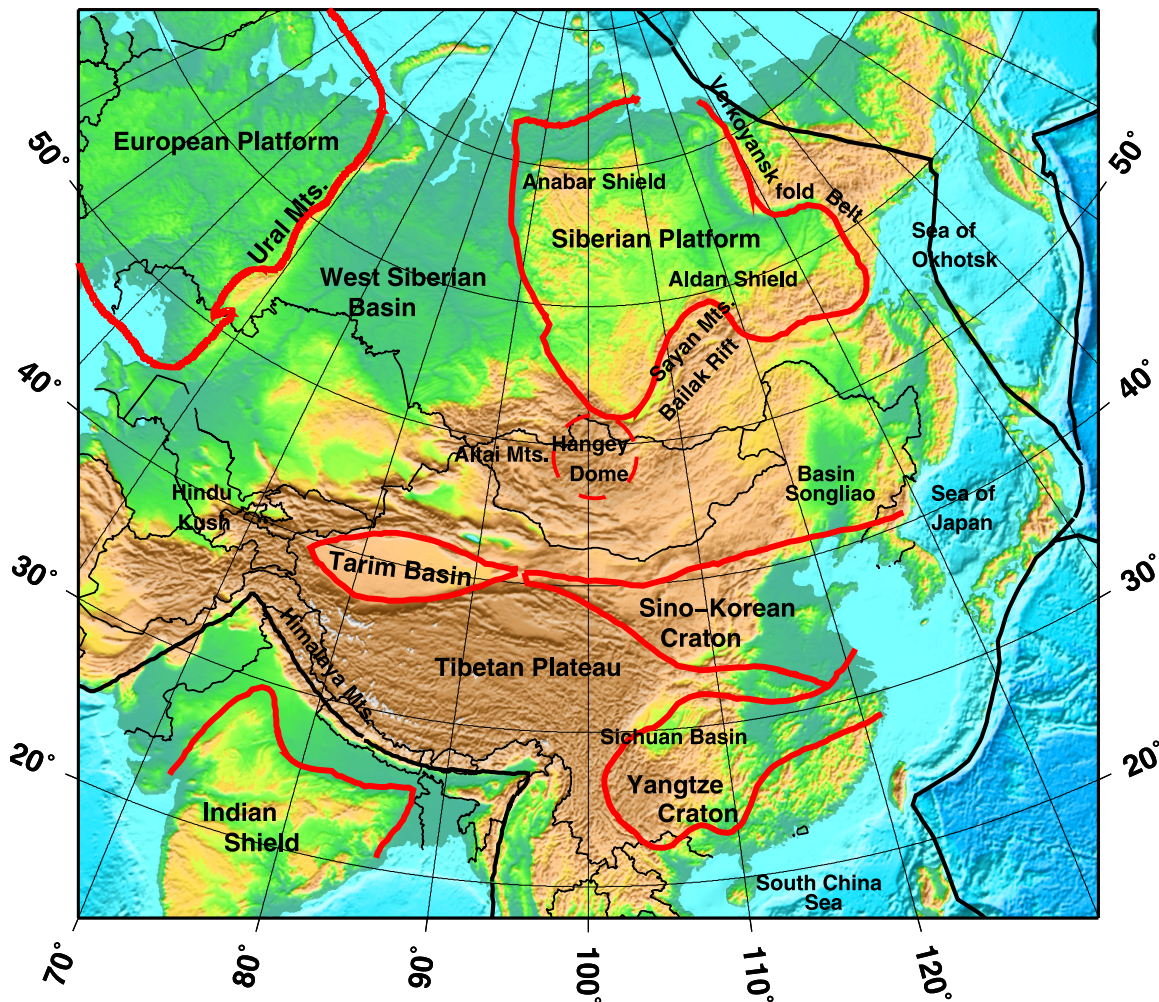 European Platform
Ural Mts.
West Siberian
Basin
Anabar Shield
Siberian Platform
Aldan Shield
Verkoyansk
fold Belt
Sea of
Okhotsk
Sayan Mts.
Bailak Rift
Altai Mts.
Hangey
Dome
Basin
Songliao
Sea of
Japan
Hindu
Kush
Tarim Basin
Sino-Korean
Craton
Himalaya Mts.
Tibetan Plateau
Sichuan Basin
Yangtze
Craton
Indian
Shield
South China
Sea
50°
40°
30°
20°
50°
40°
30°
20°
70°
80°
90°
100°
110°
120°